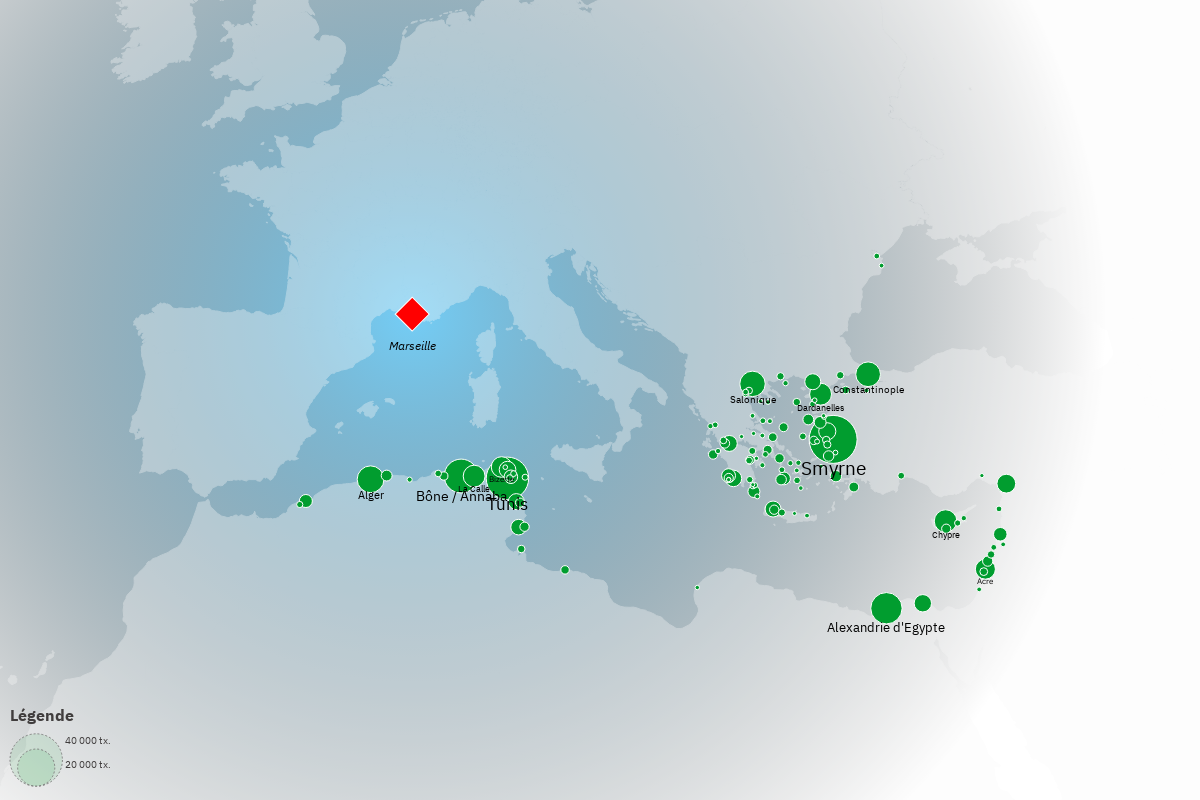 Marseille
Constantinople
Salonique
Dardanelles
Smyrne
Alger
La Calle
Bône / Annaba
Tunis
Chypre
Acre
Alexandrie d'Egypte
Légende
40 000 tx.
20 000 tx.